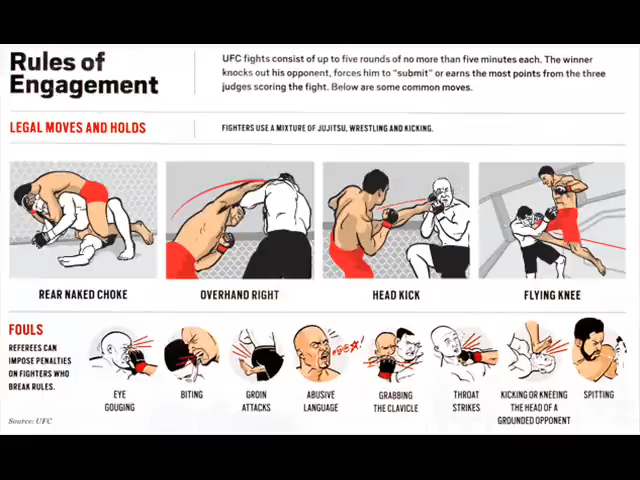 Rules of
Engagement
UFC fights consist of up to five rounds of no more than five minutes each. The winner
knocks out his opponent, forces him to “submit” or earns the most points from the three
judges scoring the fight. Below are some common moves.
LEGAL MOVES AND HOLDS
FIGHTERS USE A MIXTURE OF JUJITSU, WRESTLING AND KICKING.
REAR NAKED CHOKE
OVERHAND RIGHT
HEAD KICK
FLYING KNEE
FOULS
REFEREES CAN
IMPOSE PENALTIES
ON FIGHTERS WHO
BREAK RULES.
@@*!
EYE
GOUGING
BITING
GROIN
ATTACKS
ABUSIVE
LANGUAGE
GRABBING
THE CLAVICLE
THROAT
STRIKES
KICKING OR KNEEING
THE HEAD OF A
GROUNDED OPPONENT
SPITTING
Source: UFC